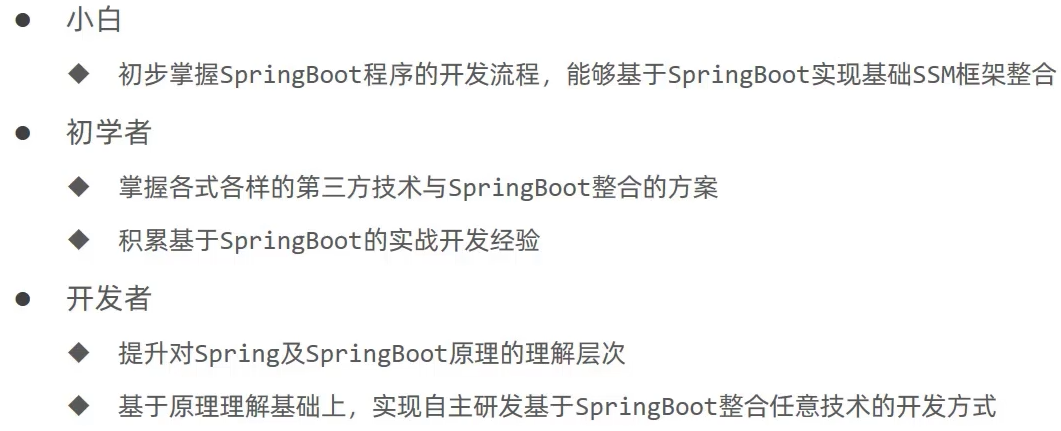 小白
初步掌握SpringBoot程序的开发流程，能够基于SpringBoot实现基础SSM框架整合
初学者
掌握各式各样的第三方技术与SpringBoot整合的方案
积累基于SpringBoot的实战开发经验
开发者
提升对Spring及SpringBoot原理的理解层次
基于原理理解基础上，实现自主研发基于SpringBoot整合任意技术的开发方式